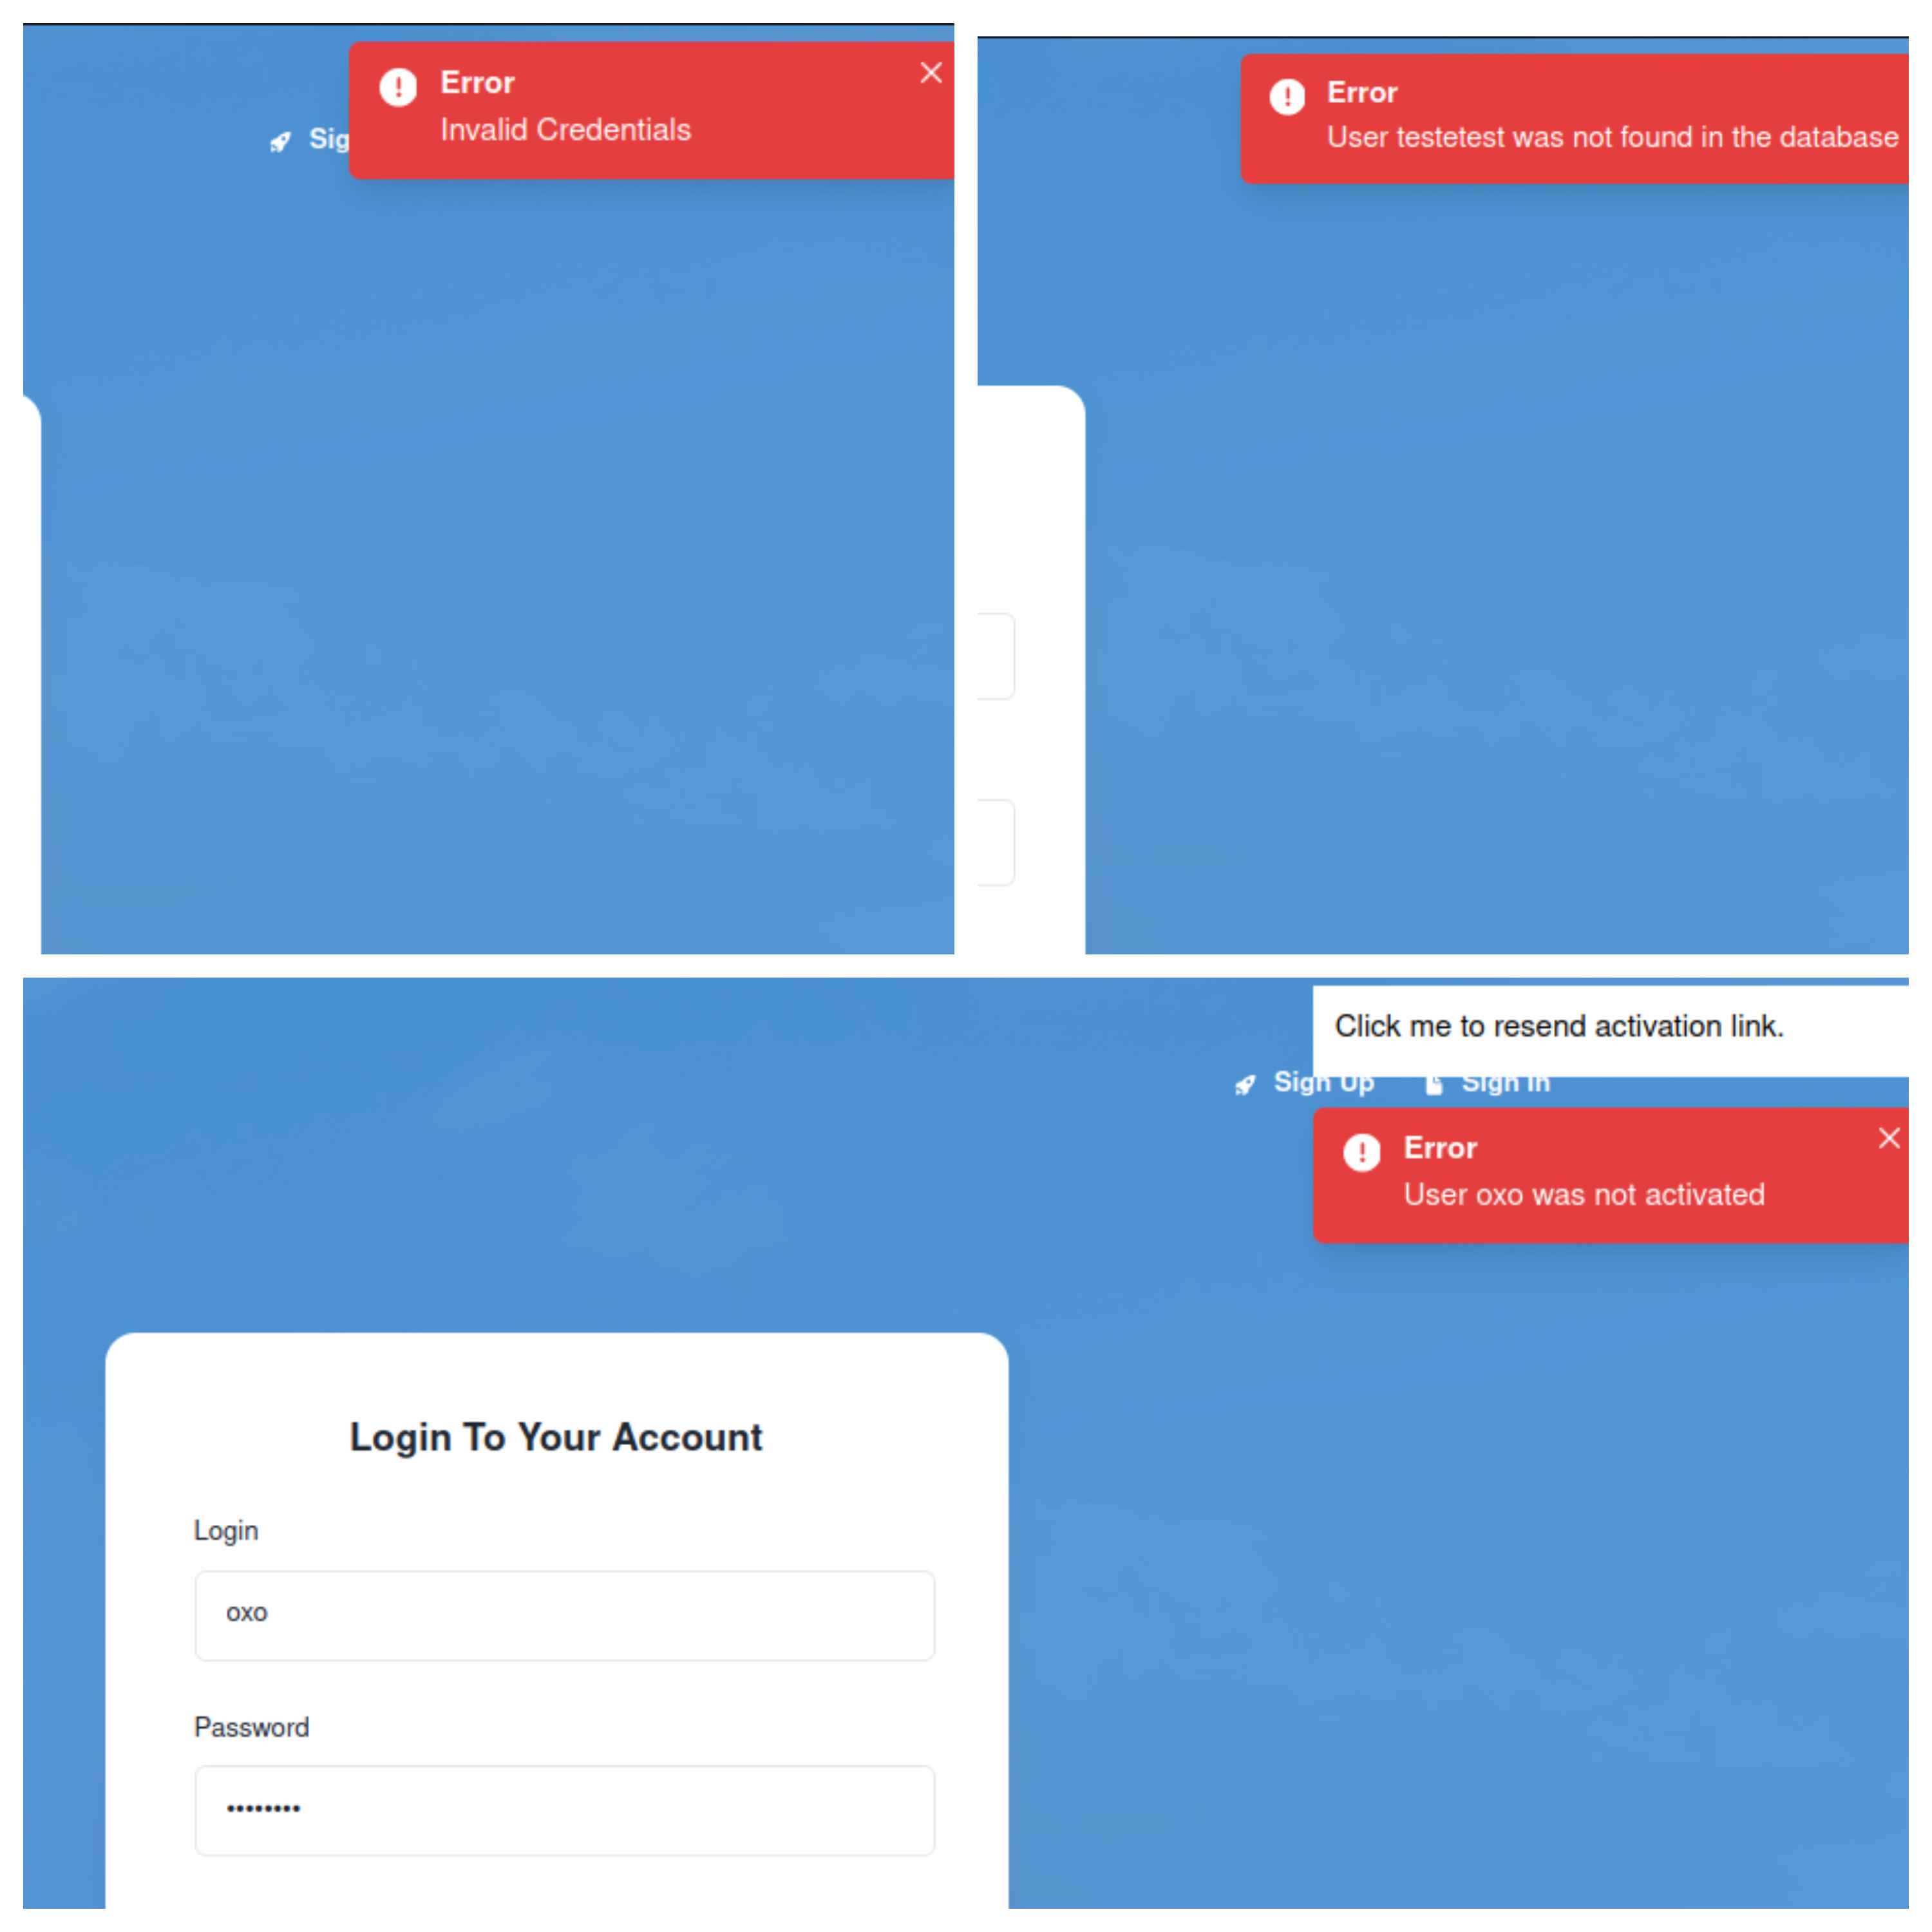 Error
Invalid Credentials
Sig
Error
User testetest was not found in the database
Click me to resend activation link.
Sign Up Sign In
Error
User oxo was not activated
Login To Your Account
Login
oxo
Password
••••••••